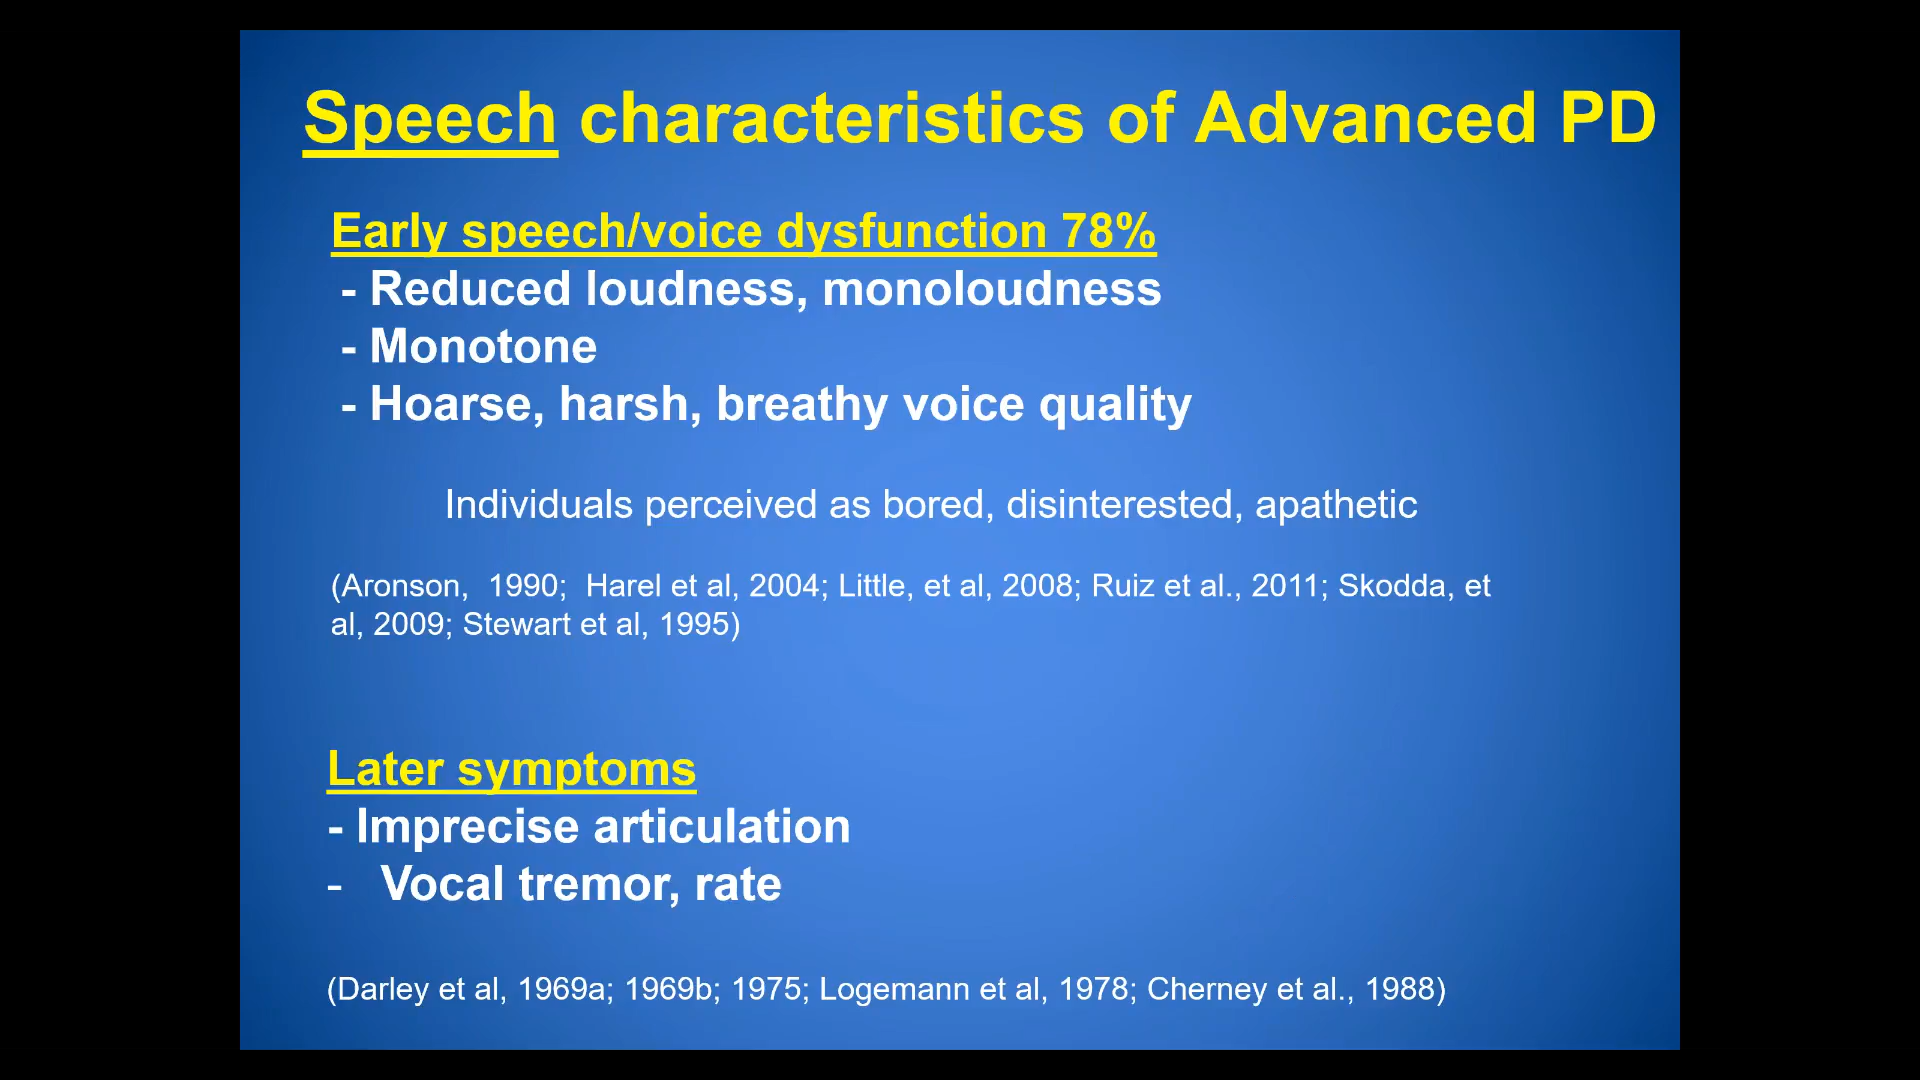 Speech characteristics of Advanced PD
Early speech/voice dysfunction 78%
- Reduced loudness, monoloudness
- Monotone
- Hoarse, harsh, breathy voice quality
Individuals perceived as bored, disinterested, apathetic
(Aronson,  1990;  Harel et al, 2004; Little, et al, 2008; Ruiz et al., 2011; Skodda, et
al, 2009; Stewart et al, 1995)
Later symptoms
- Imprecise articulation
-   Vocal tremor, rate
(Darley et al, 1969a; 1969b; 1975; Logemann et al, 1978; Cherney et al., 1988)